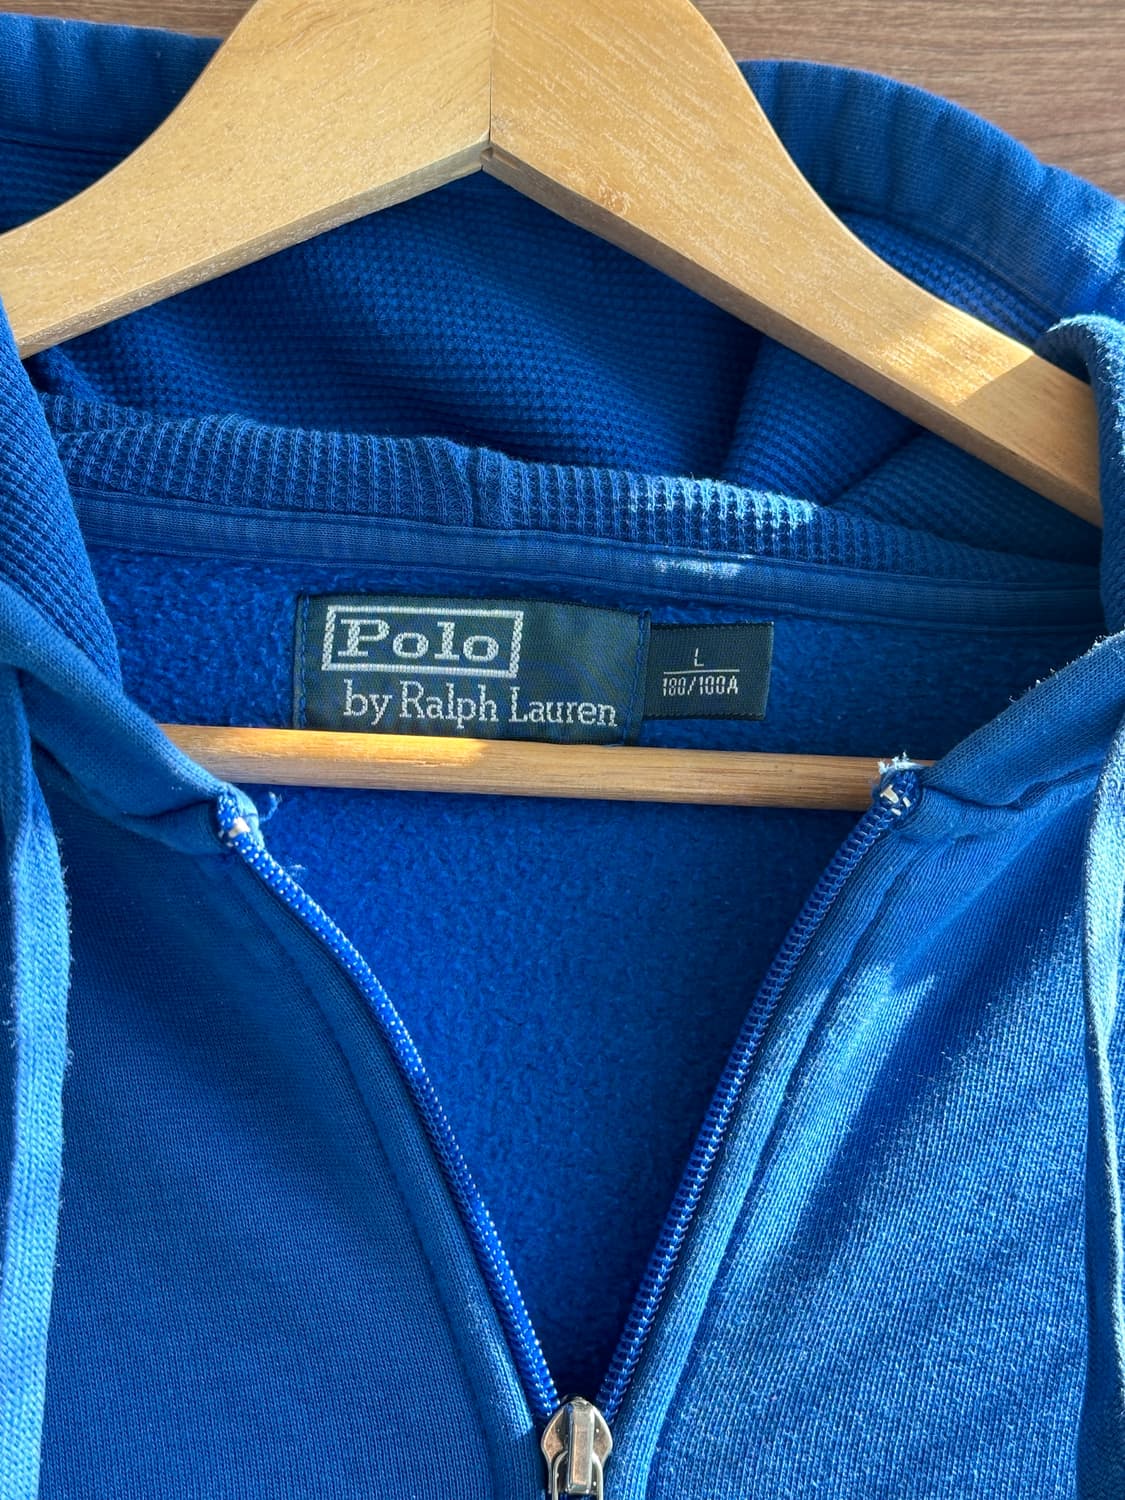 Polo
by Ralph Lauren
L
180/100A